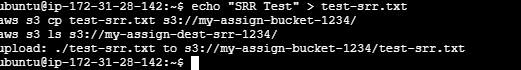 ubuntu@ip-172-31-28-142:~$ echo "SRR Test" > test-srr.txt
aws s3 cp test-srr.txt s3://my-assign-bucket-1234/
aws s3 ls s3://my-assign-dest-srr-1234/
upload: ./test-srr.txt to s3://my-assign-bucket-1234/test-srr.txt
ubuntu@ip-172-31-28-142:~$